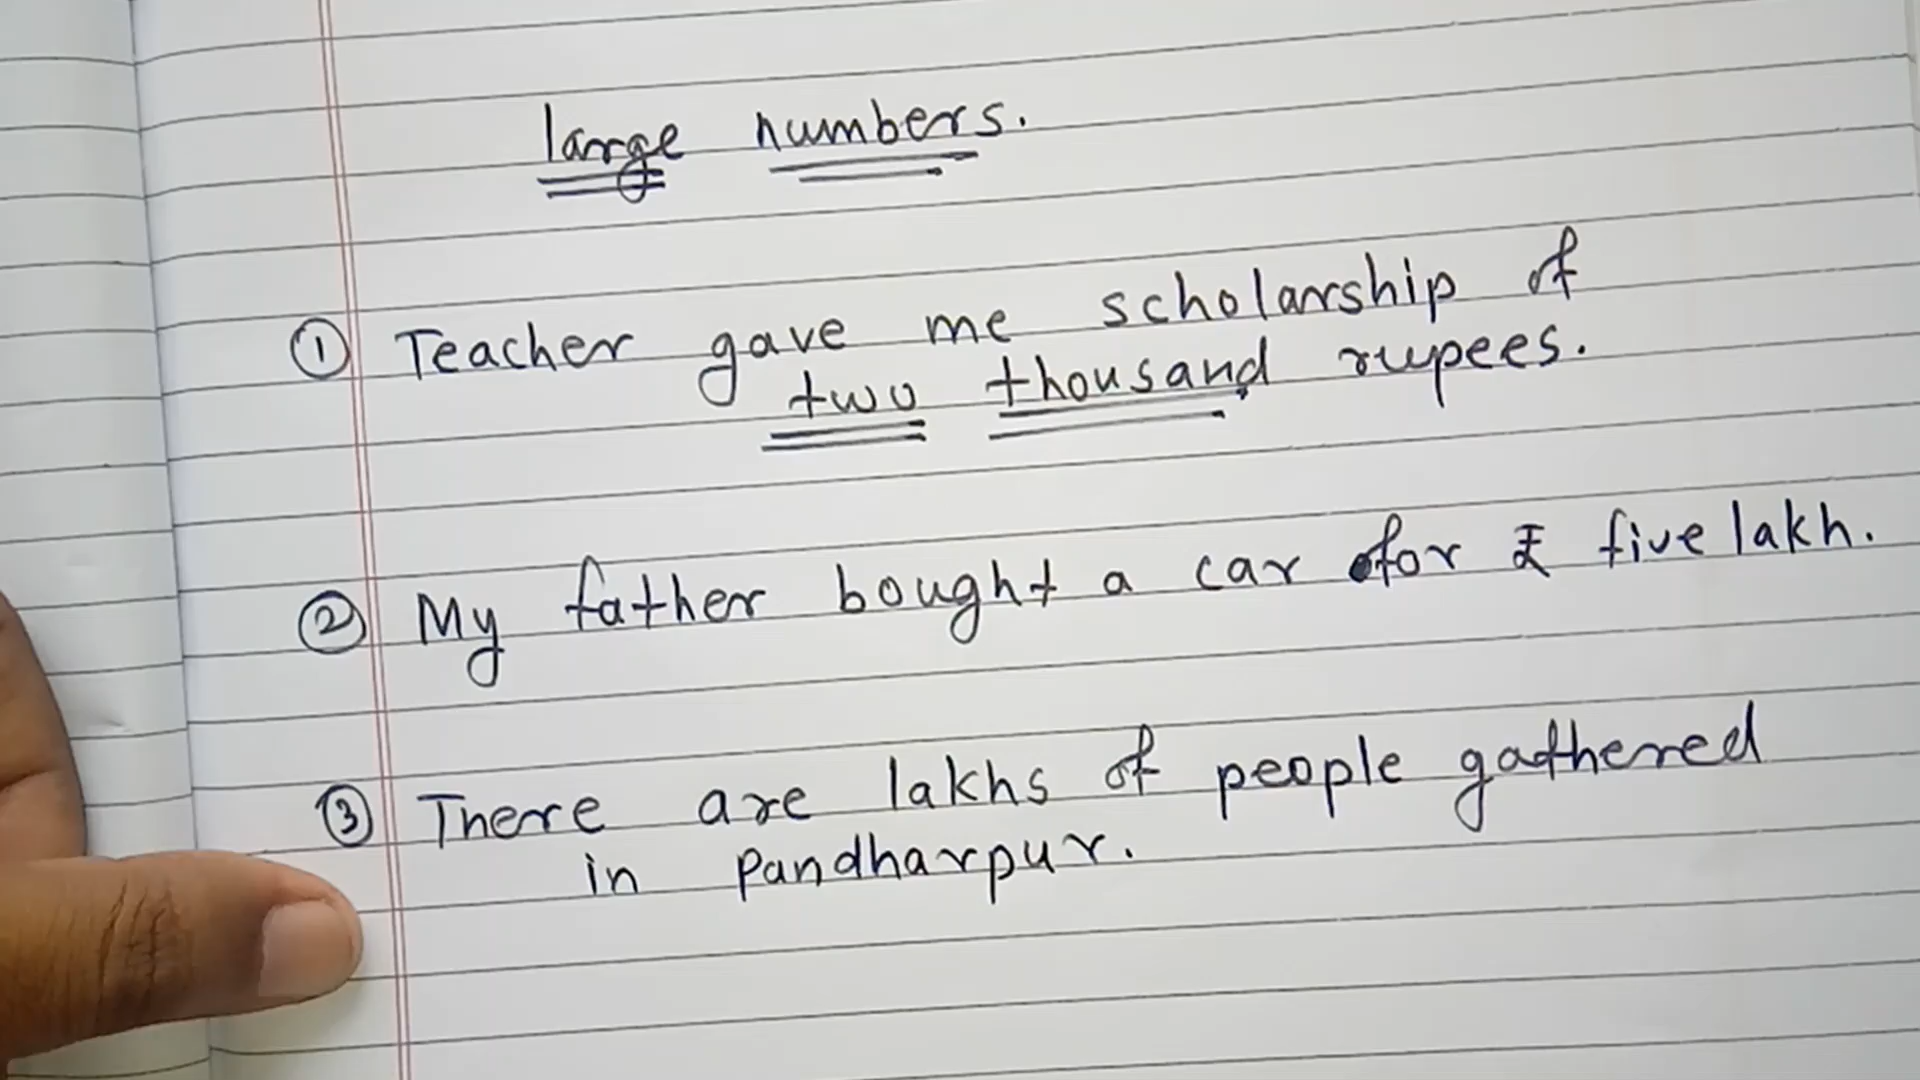 large numbers.
① Teacher gave me scholarship of
two thousand rupees.
② My father bought a car for ₹ five lakh.
③ There are lakhs of people gathered
in Pandharpur.